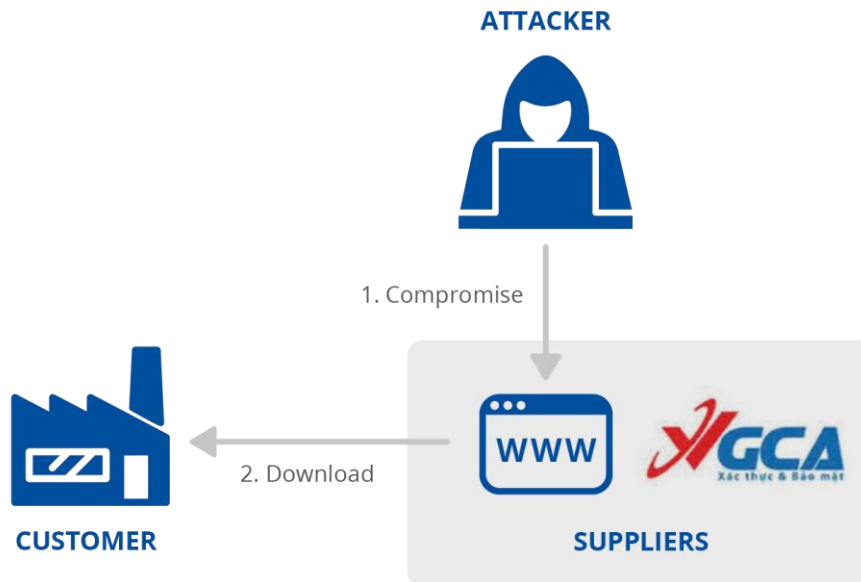 ATTACKER
1. Compromise
WWW
VGCA
Xác thực & Bảo mật
2. Download
CUSTOMER
SUPPLIERS